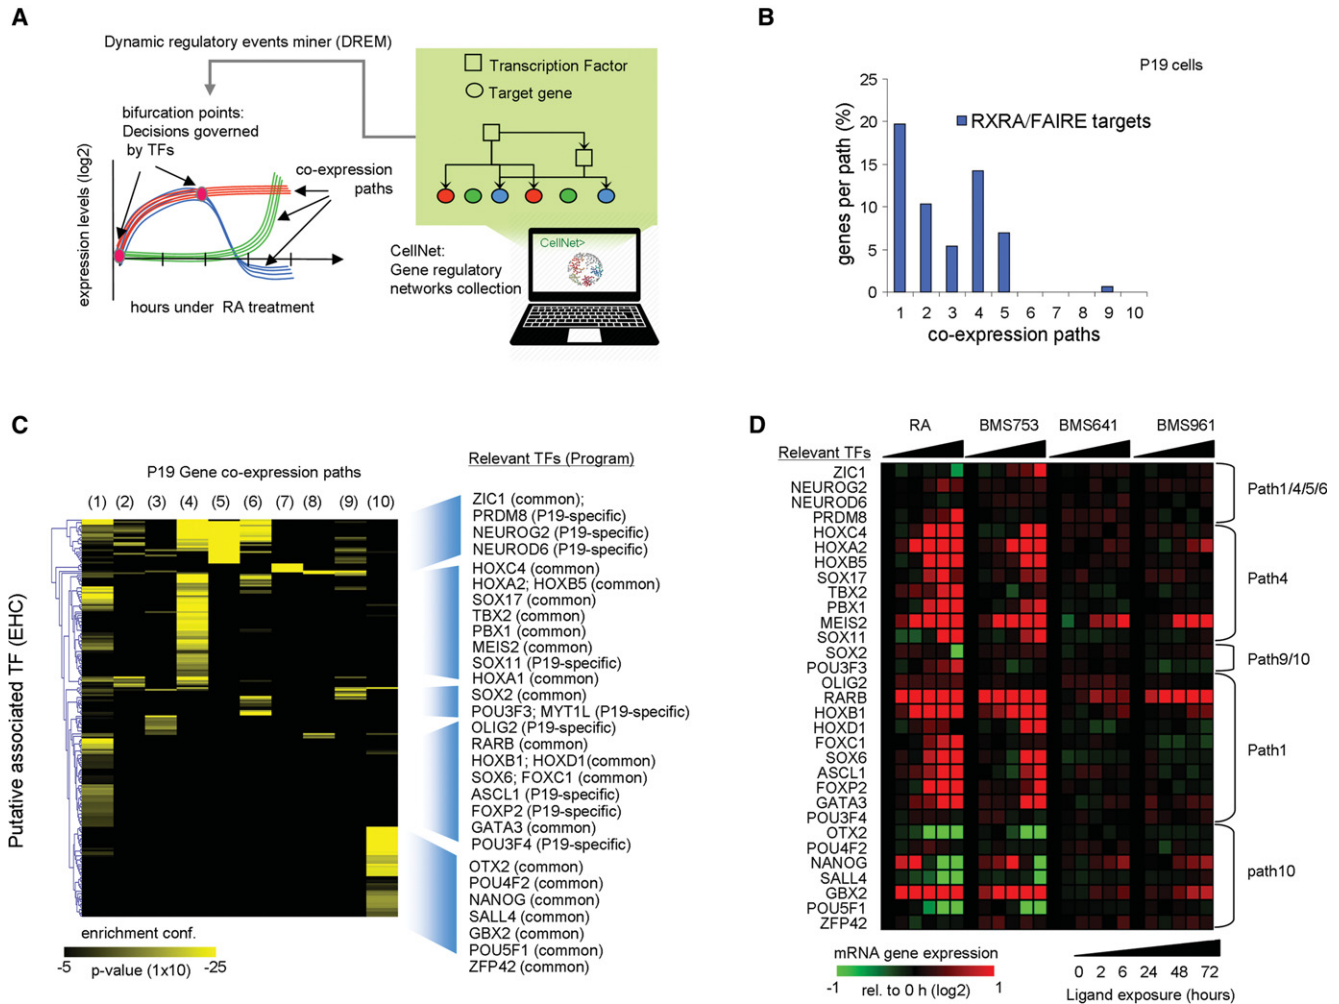 A
Dynamic regulatory events miner (DREM)
Transcription Factor
Target gene
bifurcation points:
Decisions governed
by TFs
co-expression
paths
expression levels (log2)
hours under RA treatment
CellNet:
Gene regulatory
networks collection
CellNet>
B
P19 cells
RXRA/FAIRE targets
genes per path (%)
25
20
15
10
5
0
1 2 3 4 5 6 7 8 9 10
co-expression paths
C
P19 Gene co-expression paths
(1) (2) (3) (4) (5) (6) (7) (8) (9) (10)
Putative associated TF (EHC)
enrichment conf.
-5 -25
p-value (1x10)
Relevant TFs (Program)
ZIC1 (common);
PRDM8 (P19-specific)
NEUROG2 (P19-specific)
NEUROD6 (P19-specific)
HOXC4 (common)
HOXA2; HOXB5 (common)
SOX17 (common)
TBX2 (common)
PBX1 (common)
MEIS2 (common)
SOX11 (P19-specific)
HOXA1 (common)
SOX2 (common)
POU3F3; MYT1L (P19-specific)
OLIG2 (P19-specific)
RARB (common)
HOXB1; HOXD1(common)
SOX6; FOXC1 (common)
ASCL1 (P19-specific)
FOXP2 (P19-specific)
GATA3 (common)
POU3F4 (P19-specific)
OTX2 (common)
POU4F2 (common)
NANOG (common)
SALL4 (common)
GBX2 (common)
POU5F1 (common)
ZFP42 (common)
D
RA BMS753 BMS641 BMS961
Relevant TFs
ZIC1
NEUROG2
NEUROD6
PRDM8
HOXC4
HOXA2
HOXB5
SOX17
TBX2
PBX1
MEIS2
SOX11
SOX2
POU3F3
OLIG2
RARB
HOXB1
HOXD1
FOXC1
SOX6
ASCL1
FOXP2
GATA3
POU3F4
OTX2
POU4F2
NANOG
SALL4
GBX2
POU5F1
ZFP42
Path1/4/5/6
Path4
Path9/10
Path1
path10
mRNA gene expression
-1 rel. to 0 h (log2) 1
0 2 6 24 48 72
Ligand exposure (hours)